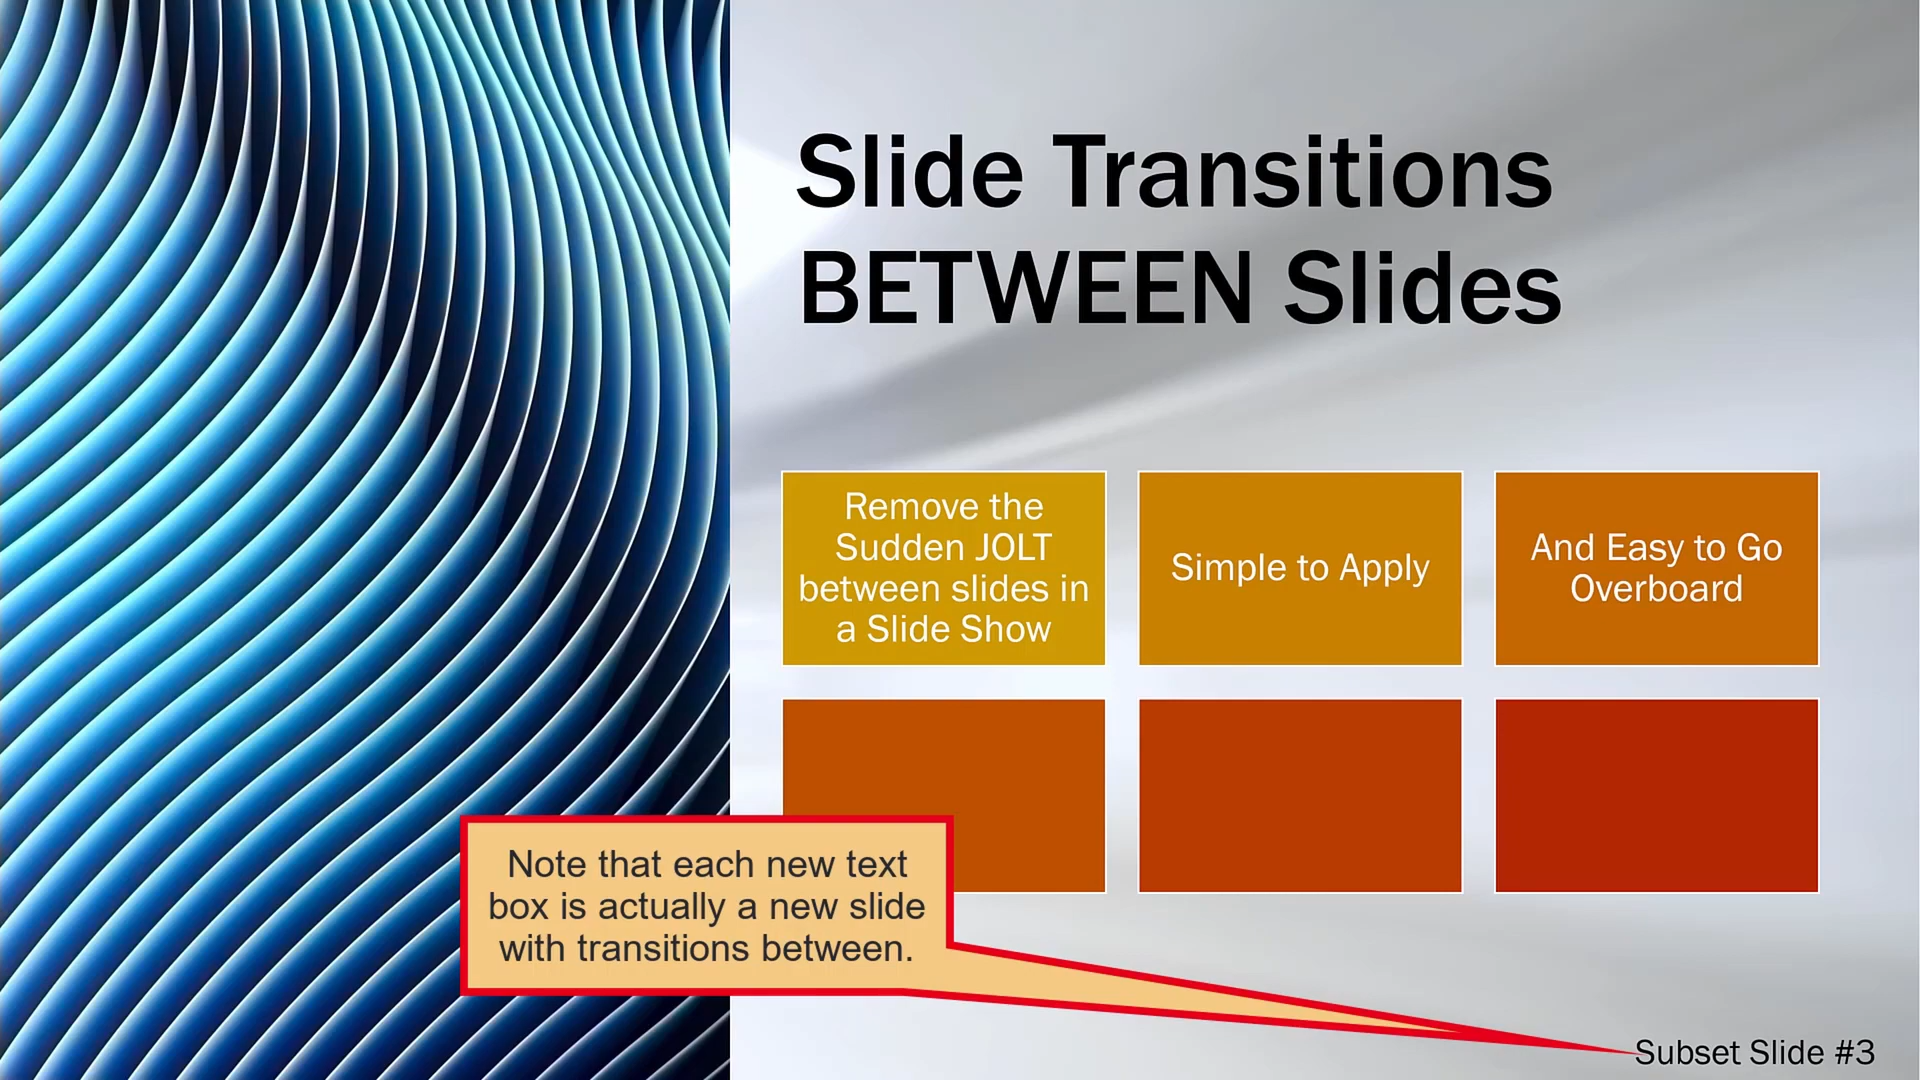 Slide Transitions
BETWEEN Slides
Remove the
Sudden JOLT
between slides in
a Slide Show
Simple to Apply
And Easy to Go
Overboard
Note that each new text
box is actually a new slide
with transitions between.
Subset Slide #3